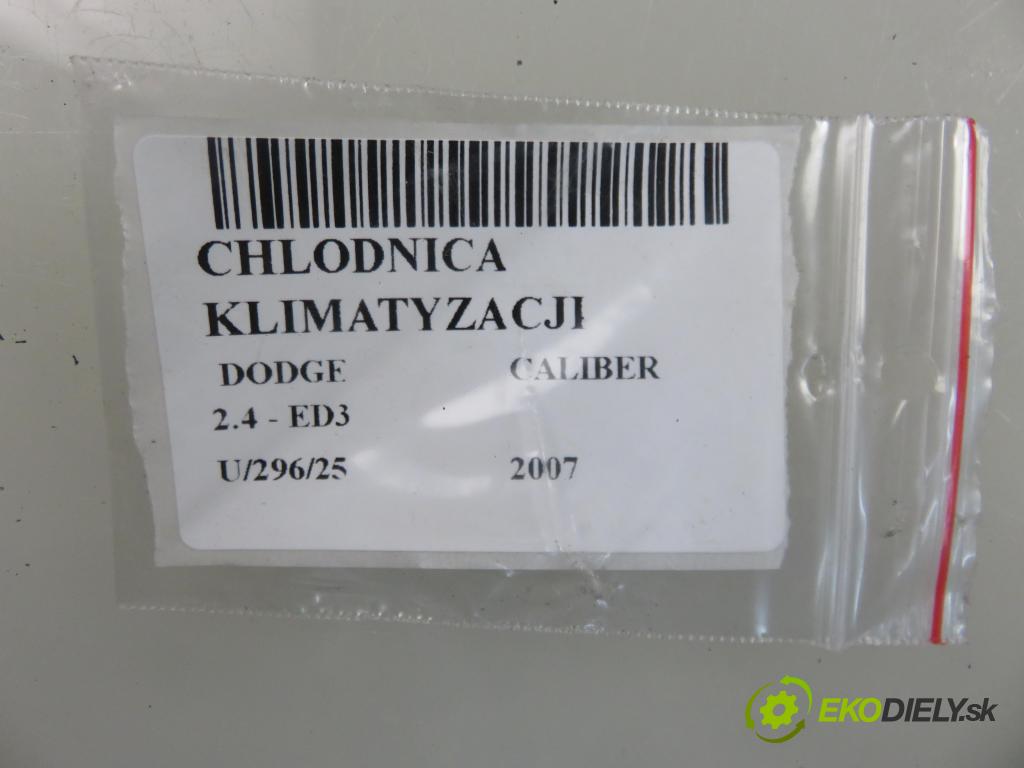 CHLODNICA
KLIMATYZACJI
DODGE CALIBER
2.4 - ED3
U/296/25 2007
EKODIELY.sk